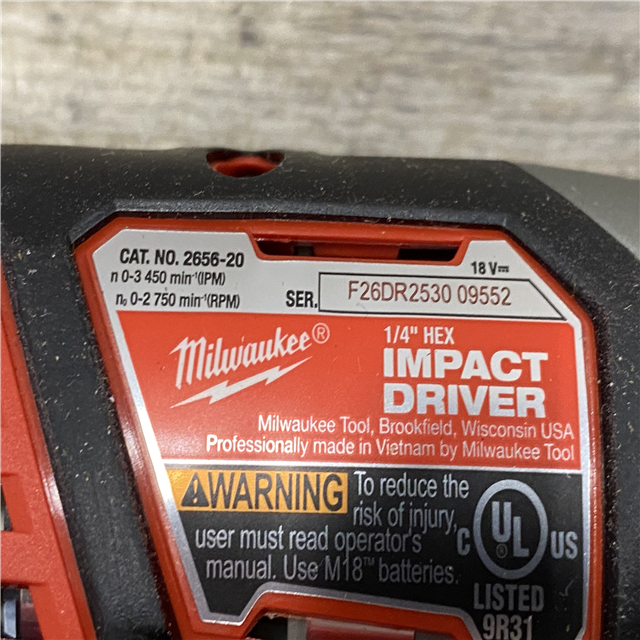 CAT. NO. 2656-20
n 0-3 450 min⁻¹(IPM)
n₀ 0-2 750 min⁻¹(RPM)
18 V⎓
SER. F26DR2530 09552
Milwaukee®
1/4" HEX
IMPACT
DRIVER
Milwaukee Tool, Brookfield, Wisconsin USA
Professionally made in Vietnam by Milwaukee Tool
⚠WARNING To reduce the
risk of injury,
user must read operator's
manual. Use M18™ batteries.
C UL US
LISTED
9R31